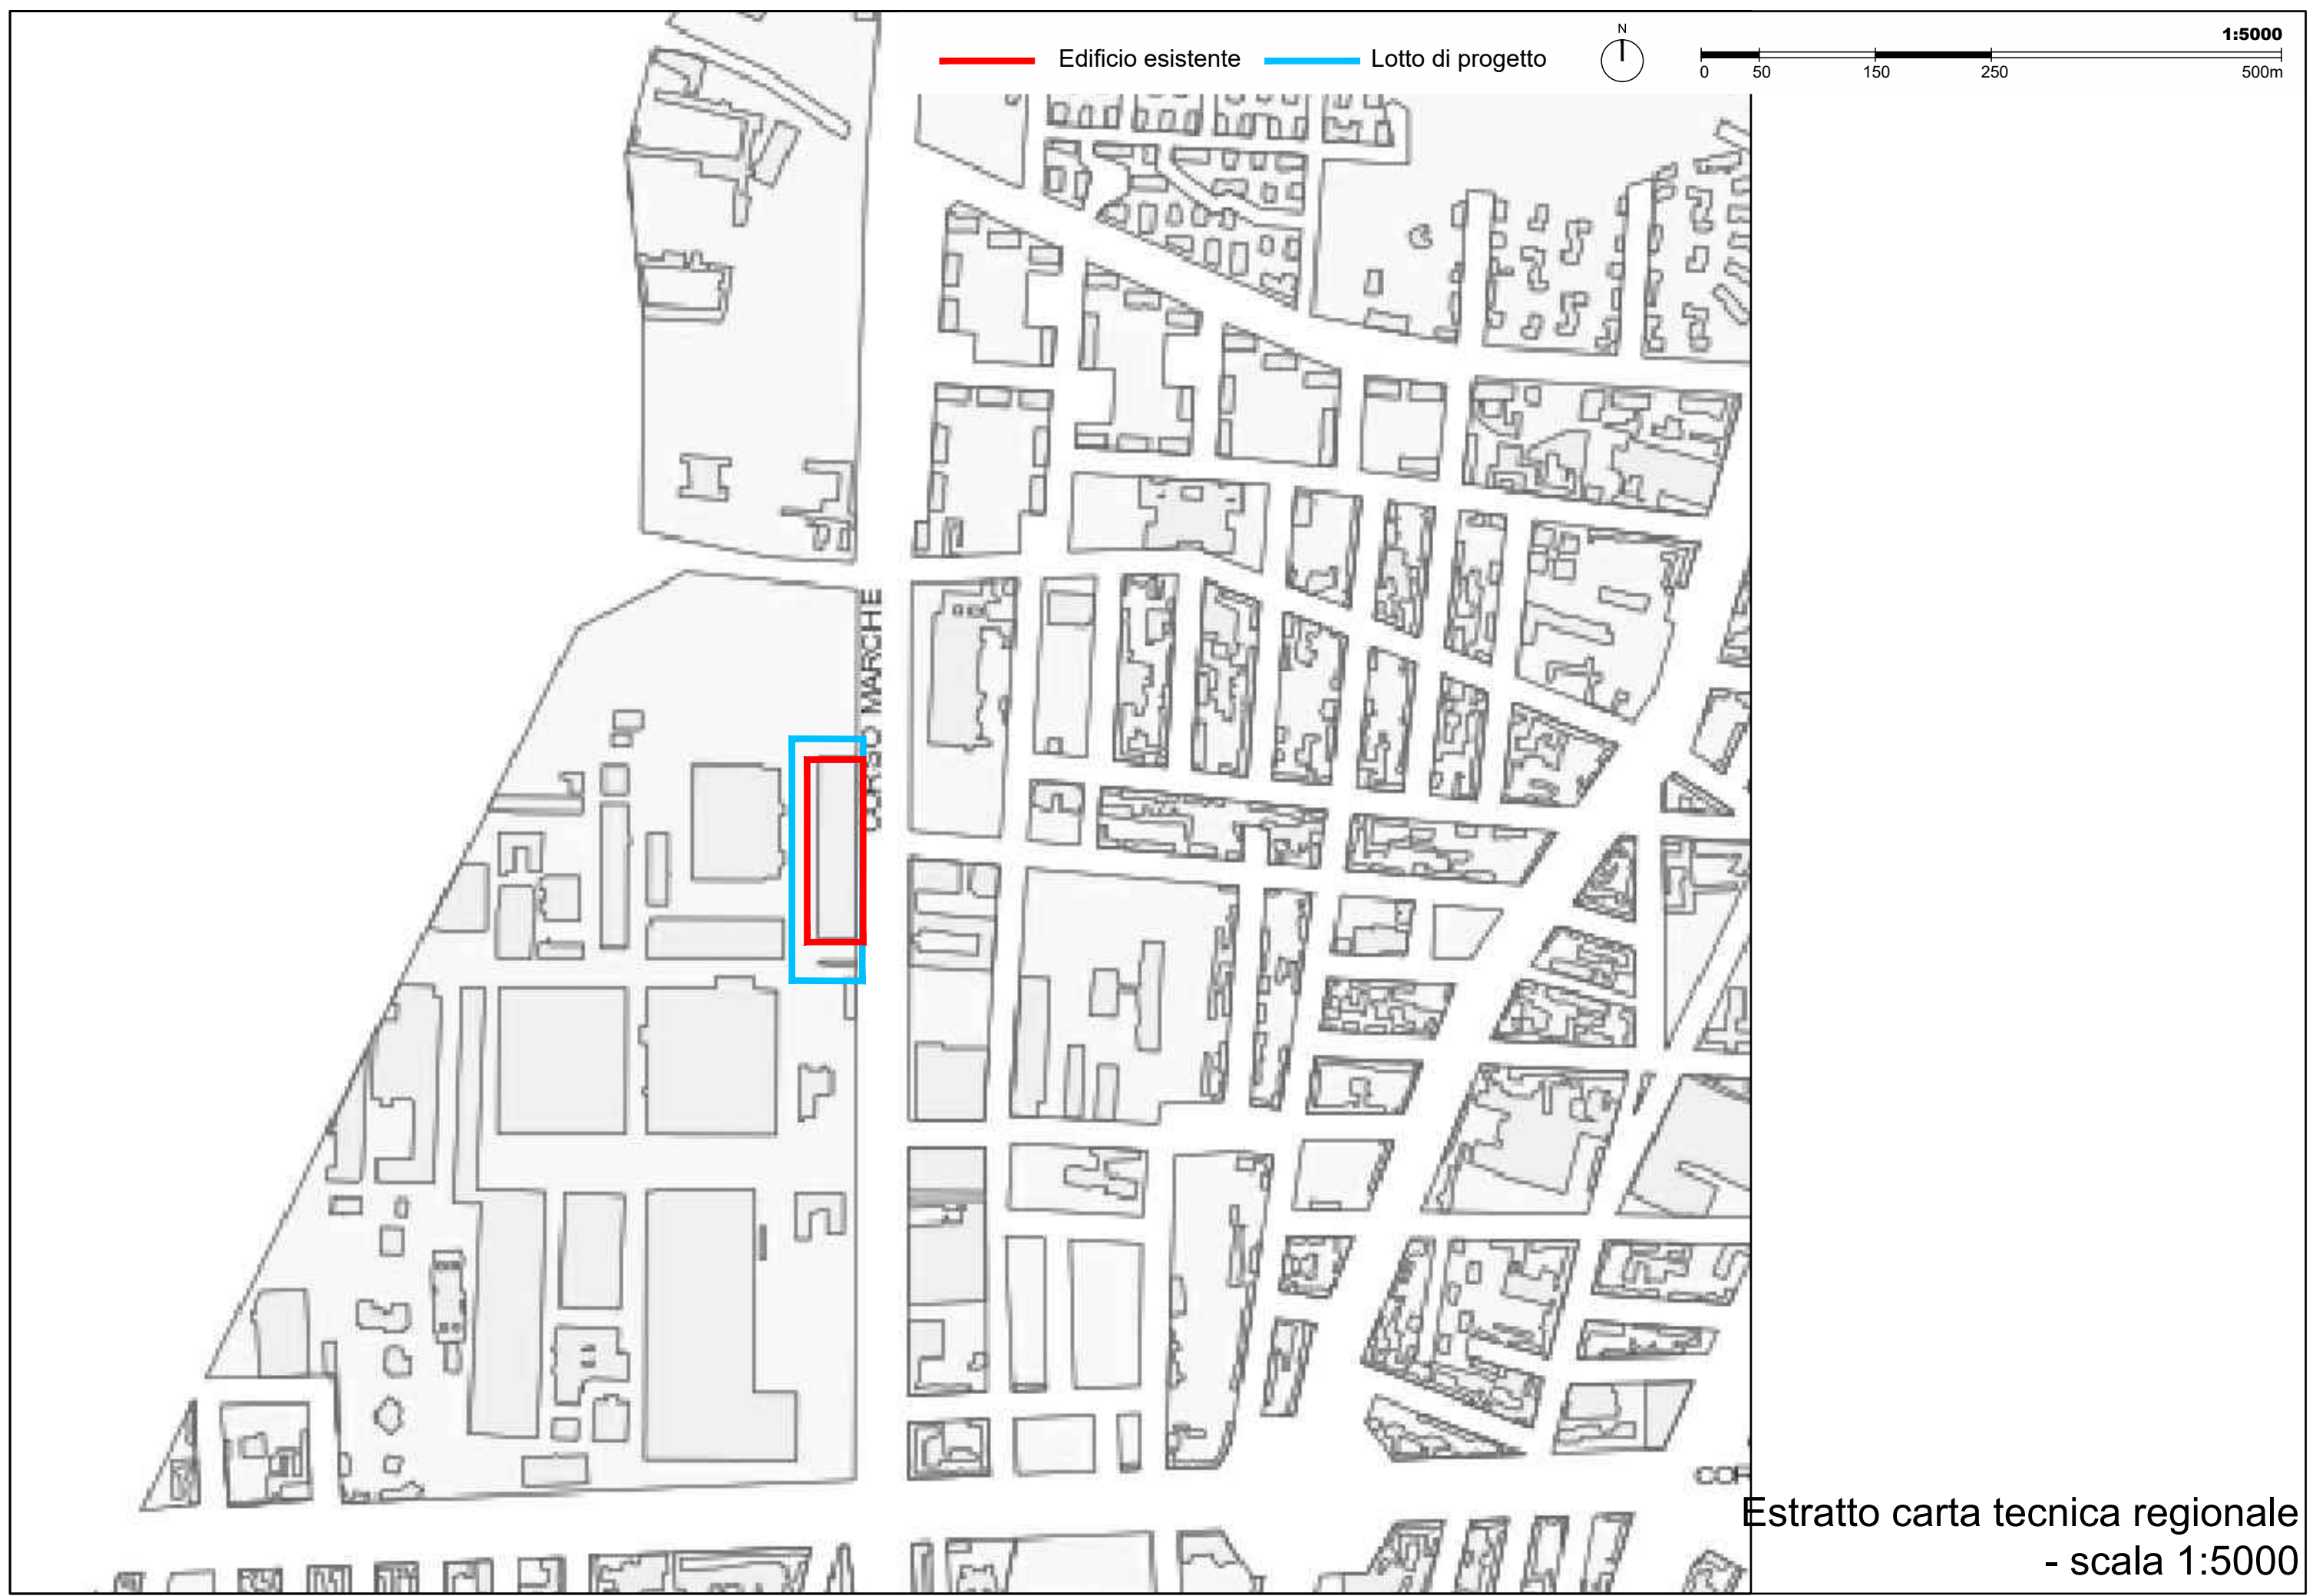 1:5000
N
Edificio esistente
Lotto di progetto
0 50 150 250 500m
CORSO MARCHE
COR
Estratto carta tecnica regionale
- scala 1:5000